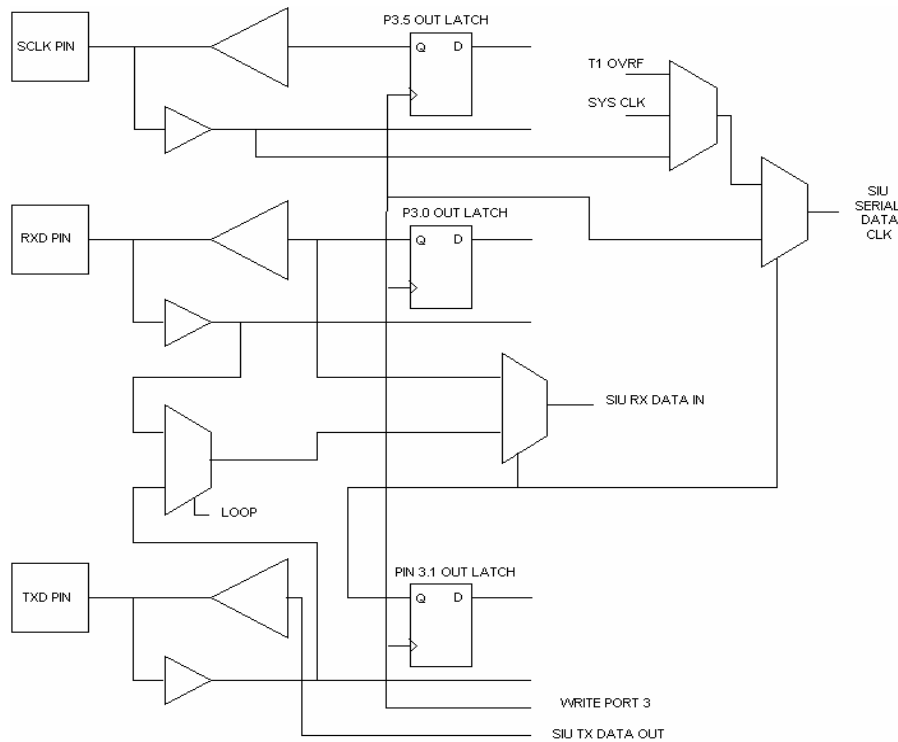 P3.5 OUT LATCH
SCLK PIN
Q D
T1 OVRF
SYS CLK
SIU
SERIAL
DATA
CLK
P3.0 OUT LATCH
RXD PIN
Q D
SIU RX DATA IN
LOOP
PIN 3.1 OUT LATCH
TXD PIN
Q D
WRITE PORT 3
SIU TX DATA OUT